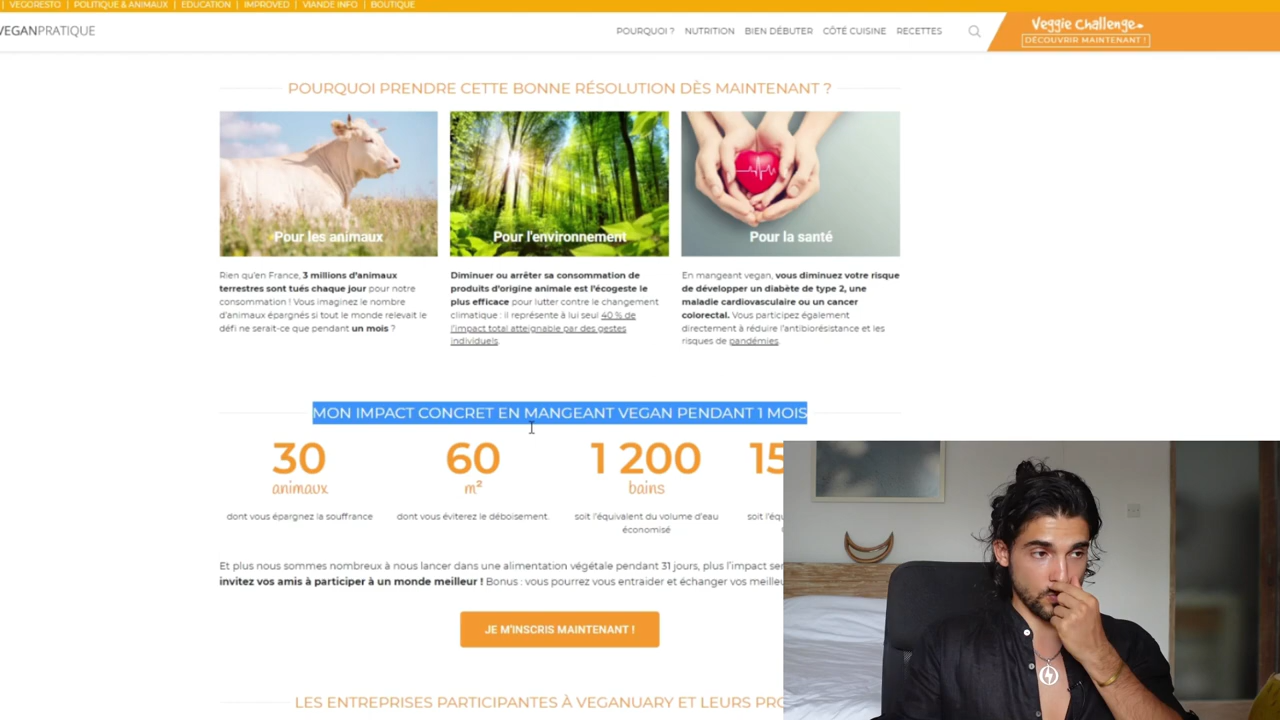 | VEGORESTO | POLITIQUE & ANIMAUX | EDUCATION | IMPROVED | VIANDE INFO | BOUTIQUE
VEGANPRATIQUE
POURQUOI ? NUTRITION BIEN DÉBUTER CÔTÉ CUISINE RECETTES
Veggie Challenge
DÉCOUVRIR MAINTENANT !
POURQUOI PRENDRE CETTE BONNE RÉSOLUTION DÈS MAINTENANT ?
Pour les animaux
Rien qu'en France, 3 millions d'animaux
terrestres sont tués chaque jour pour notre
consommation ! Vous imaginez le nombre
d'animaux épargnés si tout le monde relevait le
défi ne serait-ce que pendant un mois ?
Pour l'environnement
Diminuer ou arrêter sa consommation de
produits d'origine animale est l'écogeste le
plus efficace pour lutter contre le changement
climatique : il représente à lui seul 40 % de
l'impact total atteignable par des gestes
individuels.
Pour la santé
En mangeant vegan, vous diminuez votre risque
de développer un diabète de type 2, une
maladie cardiovasculaire ou un cancer
colorectal. Vous participez également
directement à réduire l'antibiorésistance et les
risques de pandémies.
MON IMPACT CONCRET EN MANGEANT VEGAN PENDANT 1 MOIS
30
animaux
dont vous épargnez la souffrance
60
m²
dont vous éviterez le déboisement.
1 200
bains
soit l'équivalent du volume d'eau
économisé
15
soit l'équ
Et plus nous sommes nombreux à nous lancer dans une alimentation végétale pendant 31 jours, plus l'impact ser
invitez vos amis à participer à un monde meilleur ! Bonus : vous pourrez vous entraider et échanger vos meilleu
JE M'INSCRIS MAINTENANT !
LES ENTREPRISES PARTICIPANTES À VEGANUARY ET LEURS PRO